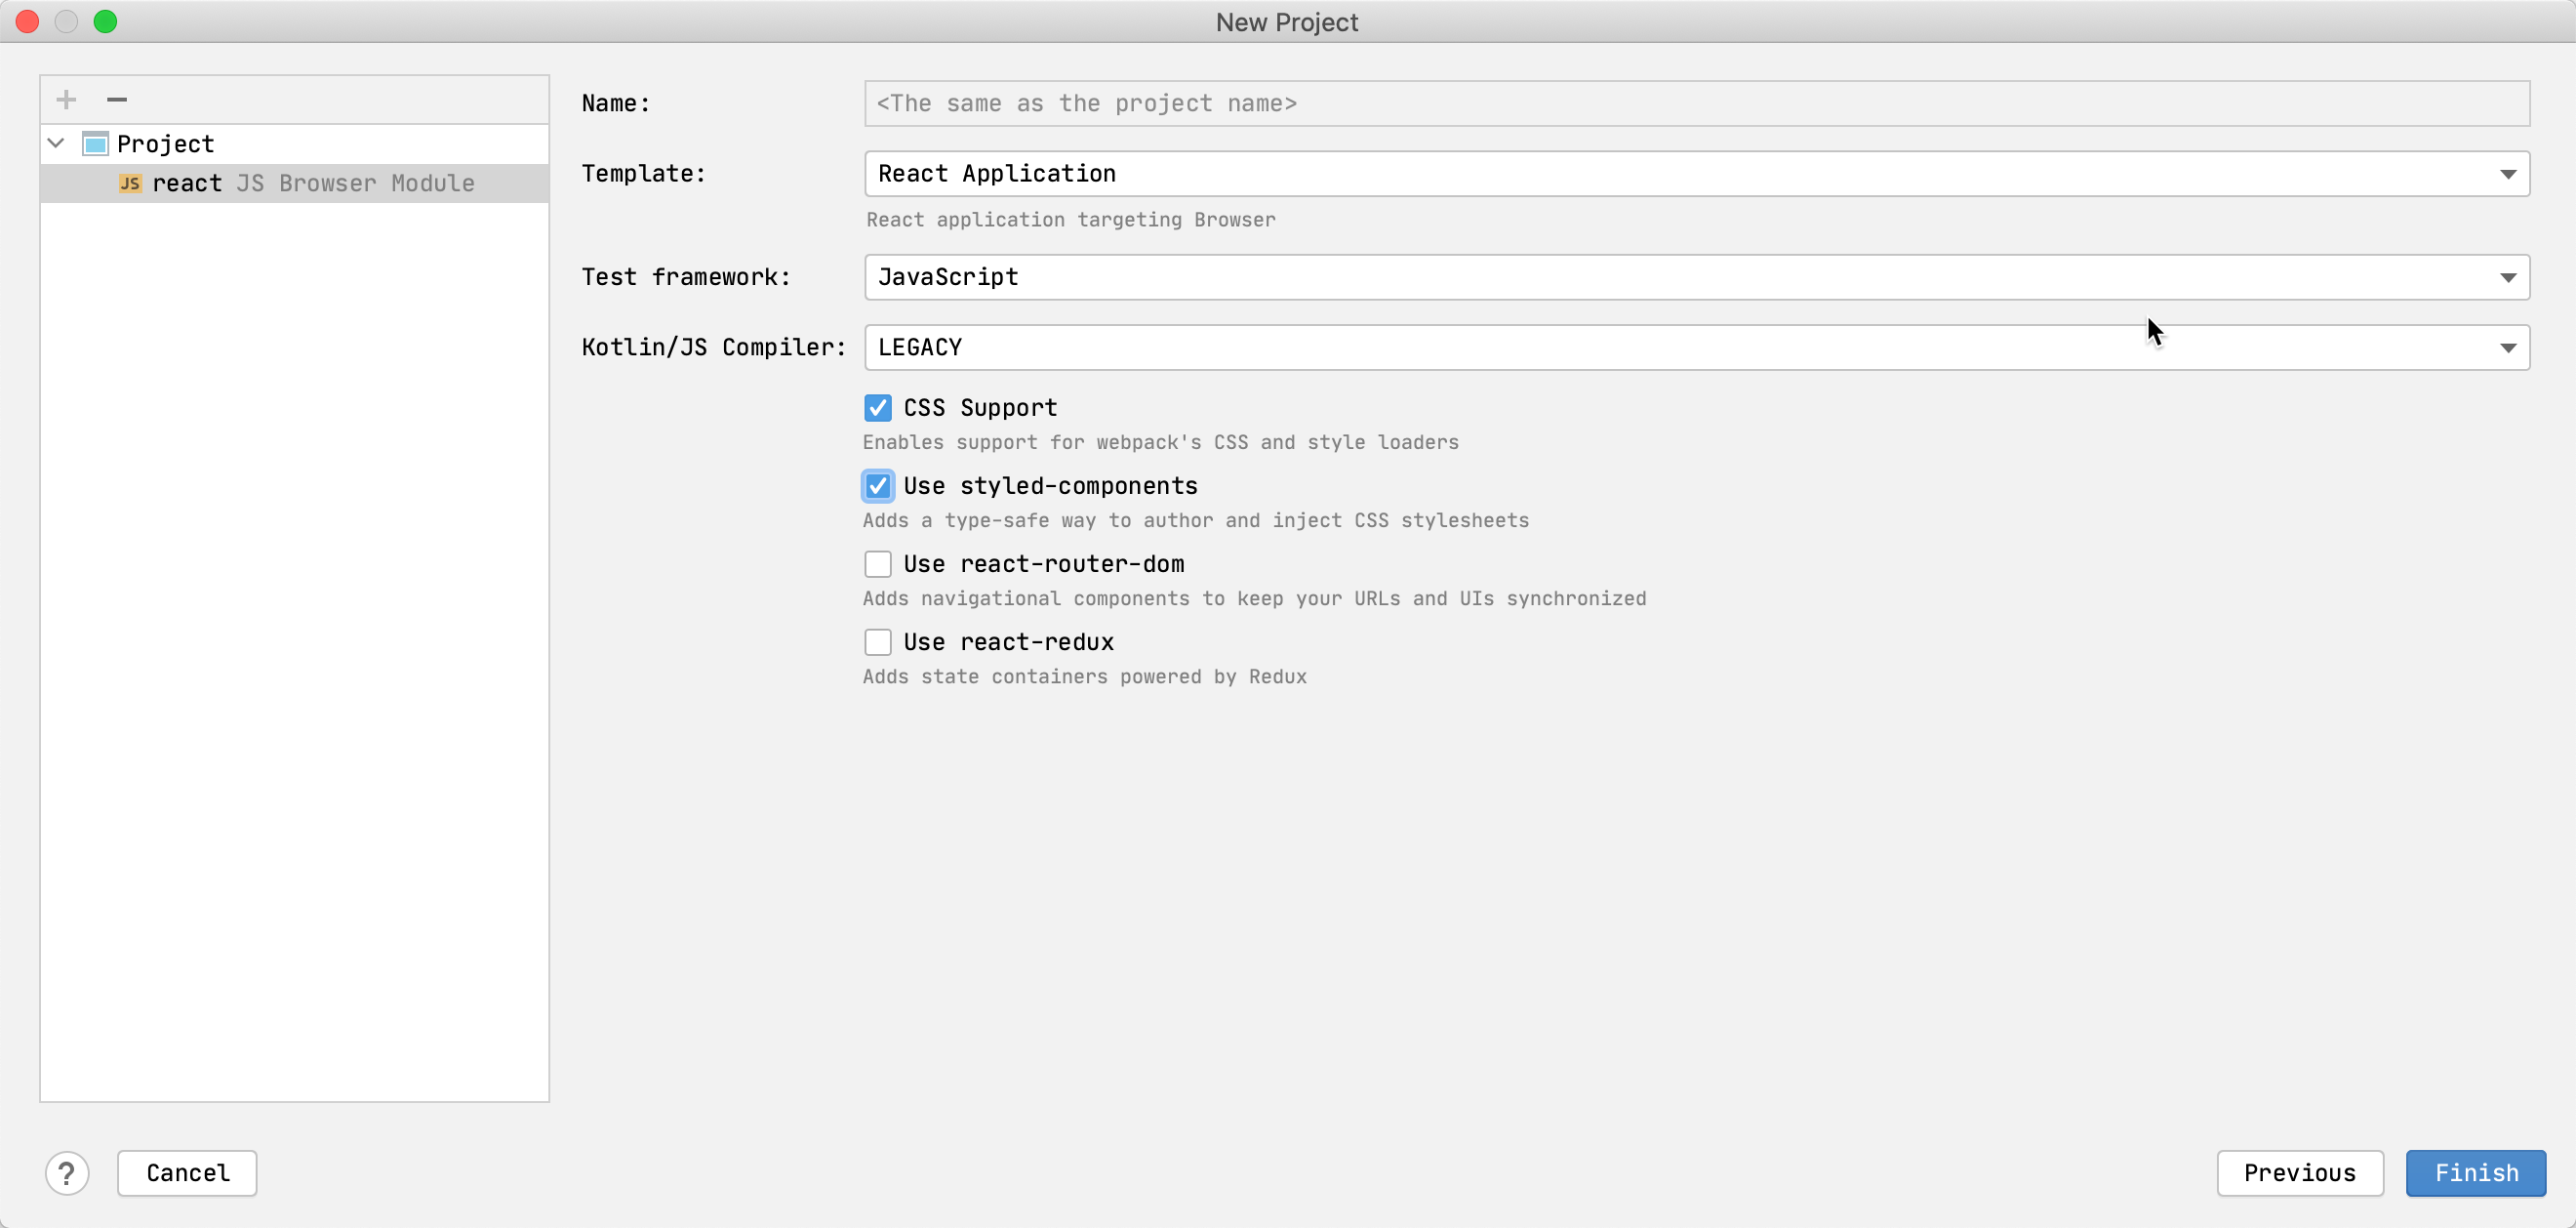 New Project
Project
JS react JS Browser Module
Name: <The same as the project name>
Template: React Application
React application targeting Browser
Test framework: JavaScript
Kotlin/JS Compiler: LEGACY
CSS Support
Enables support for webpack's CSS and style loaders
Use styled-components
Adds a type-safe way to author and inject CSS stylesheets
Use react-router-dom
Adds navigational components to keep your URLs and UIs synchronized
Use react-redux
Adds state containers powered by Redux
? Cancel Previous Finish